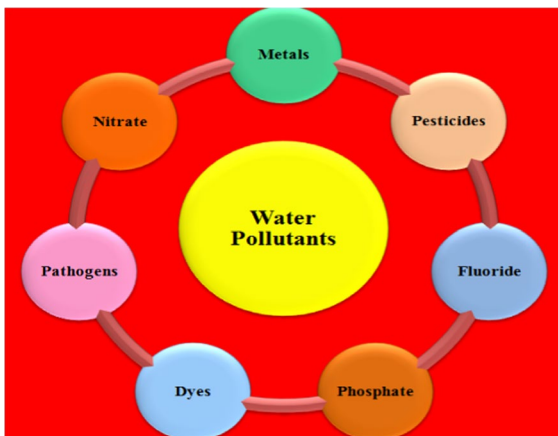 Metals
Nitrate
Pesticides
Water
Pollutants
Pathogens
Fluoride
Dyes
Phosphate